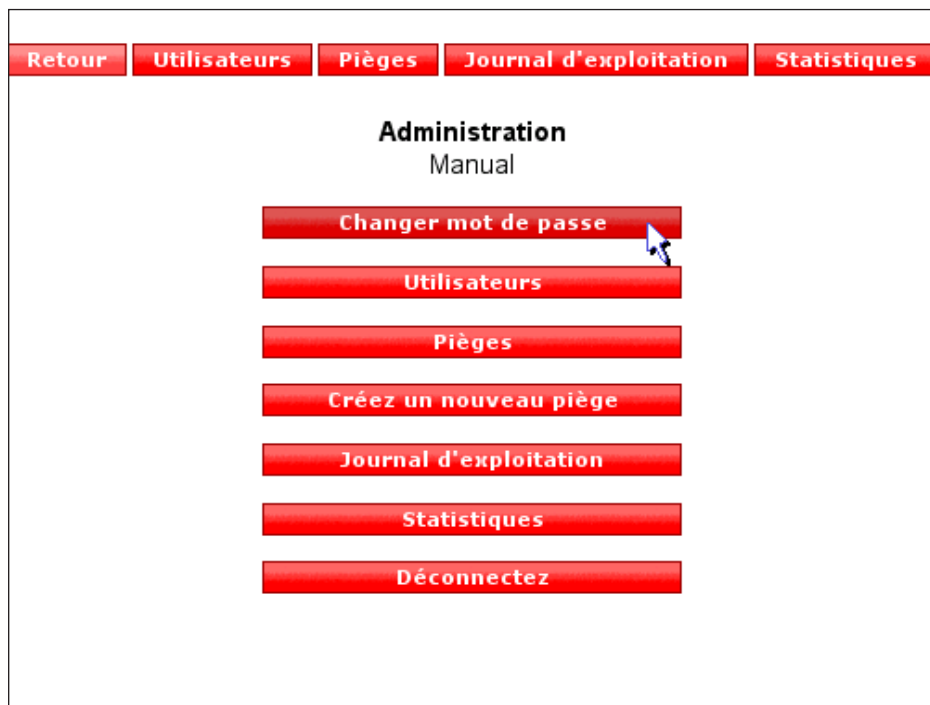 Retour Utilisateurs Pièges Journal d'exploitation Statistiques
Administration
Manual
Changer mot de passe
Utilisateurs
Pièges
Créez un nouveau piège
Journal d'exploitation
Statistiques
Déconnectez